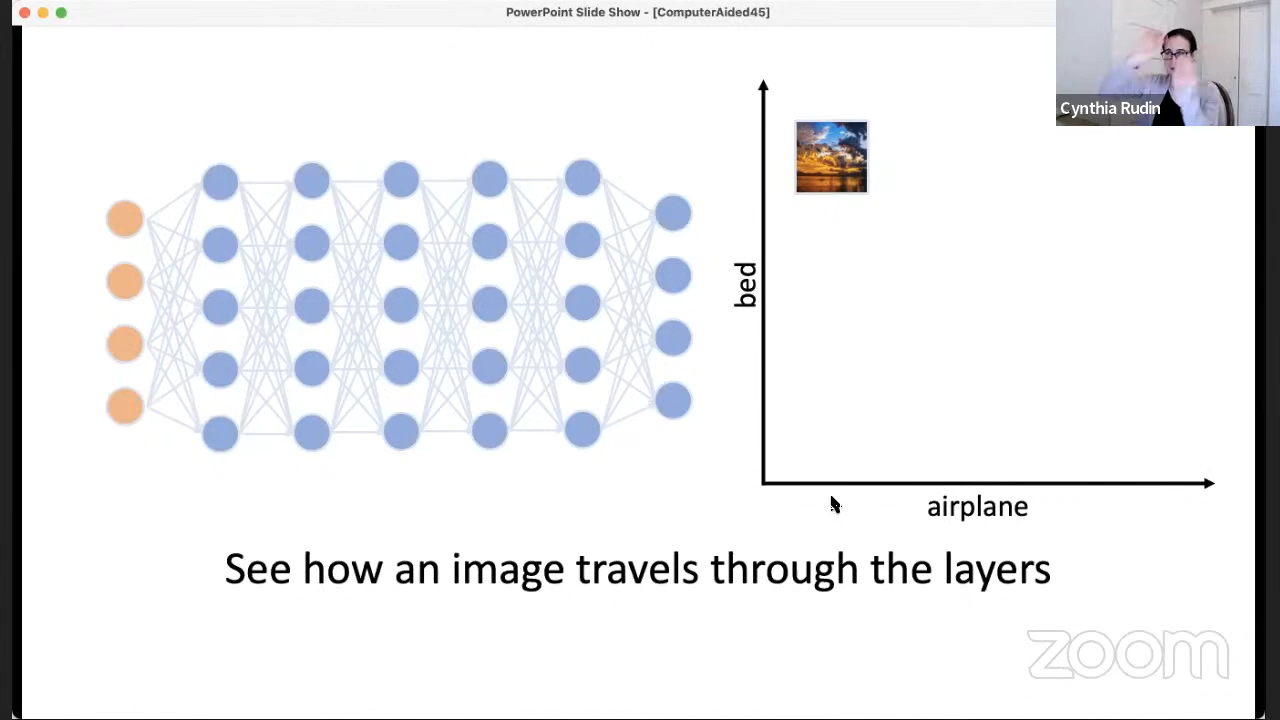 PowerPoint Slide Show - [ComputerAided45]
Cynthia Rudin
bed
airplane
See how an image travels through the layers
zoom